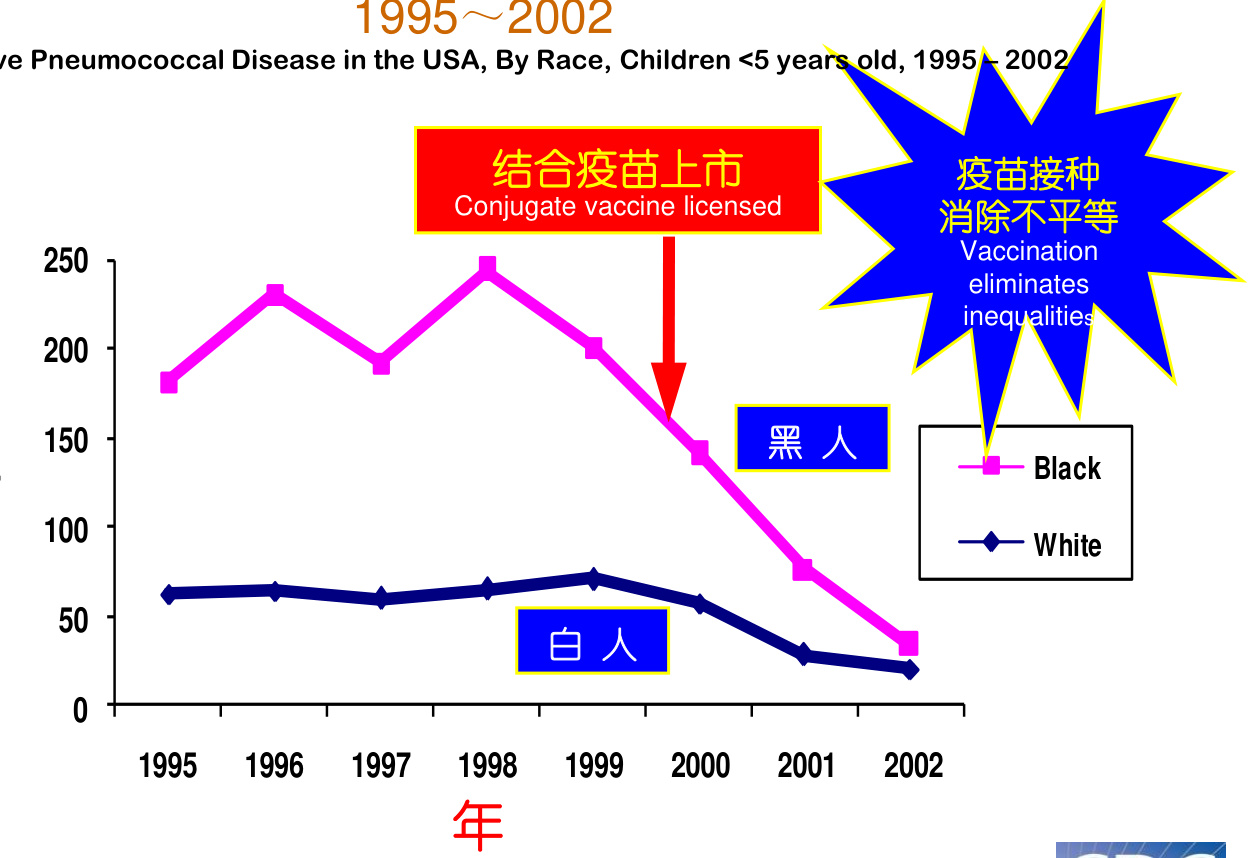 1995～2002
ve Pneumococcal Disease in the USA, By Race, Children <5 years old, 1995 – 2002
结合疫苗上市
Conjugate vaccine licensed
疫苗接种
消除不平等
Vaccination
eliminates
inequalities
250
200
150
100
50
0
黑 人
白 人
Black
White
1995 1996 1997 1998 1999 2000 2001 2002
年